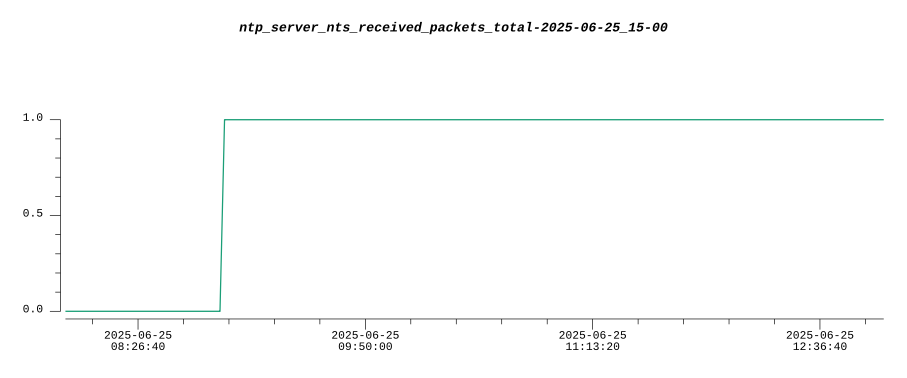 ntp_server_nts_received_packets_total-2025-06-25_15-00
1.0
0.5
0.0
2025-06-25 2025-06-25 2025-06-25 2025-06-25
08:26:40 09:50:00 11:13:20 12:36:40